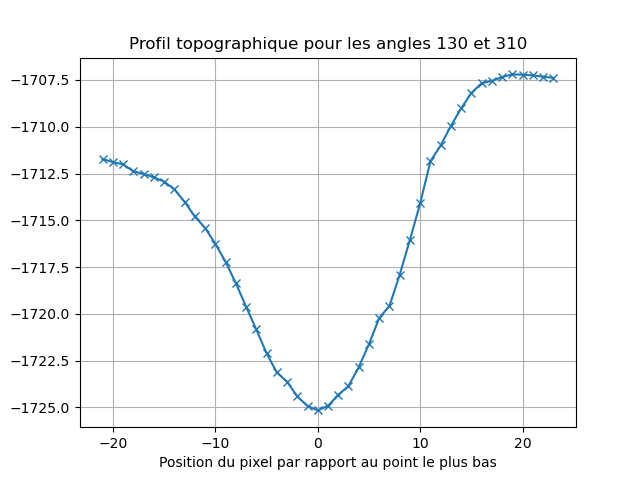 Profil topographique pour les angles 130 et 310
−1707.5
−1710.0
−1712.5
−1715.0
−1717.5
−1720.0
−1722.5
−1725.0
−20 −10 0 10 20
Position du pixel par rapport au point le plus bas